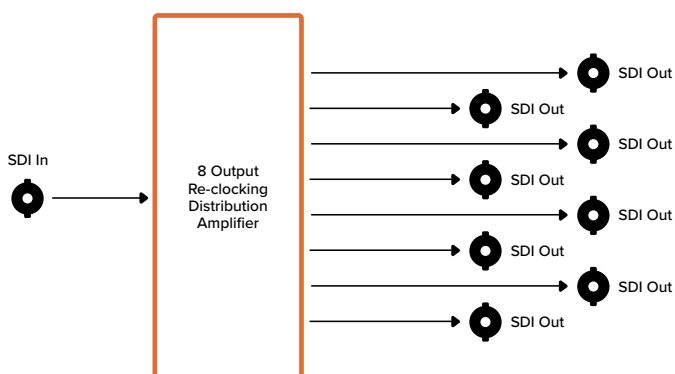 SDI In
8 Output
Re-clocking
Distribution
Amplifier
SDI Out
SDI Out
SDI Out
SDI Out
SDI Out
SDI Out
SDI Out
SDI Out